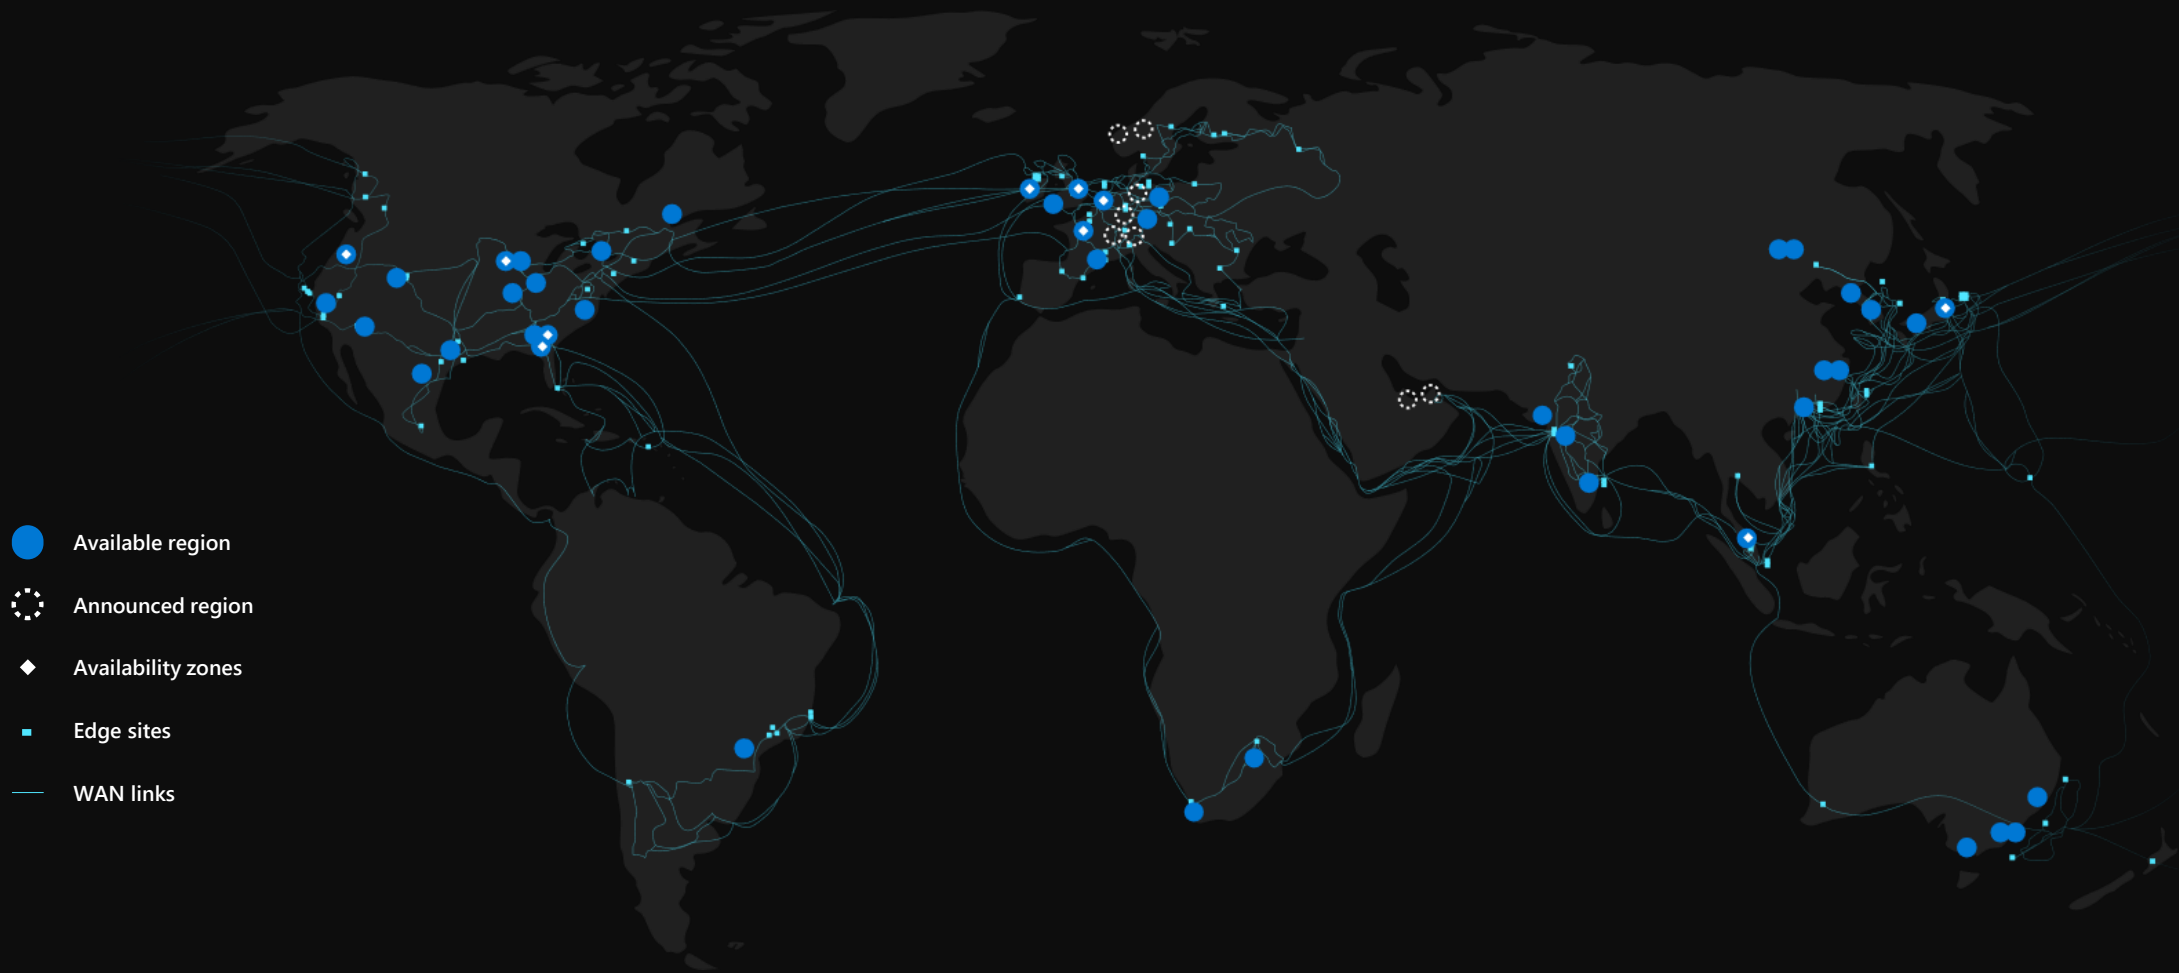 Available region
Announced region
Availability zones
Edge sites
WAN links